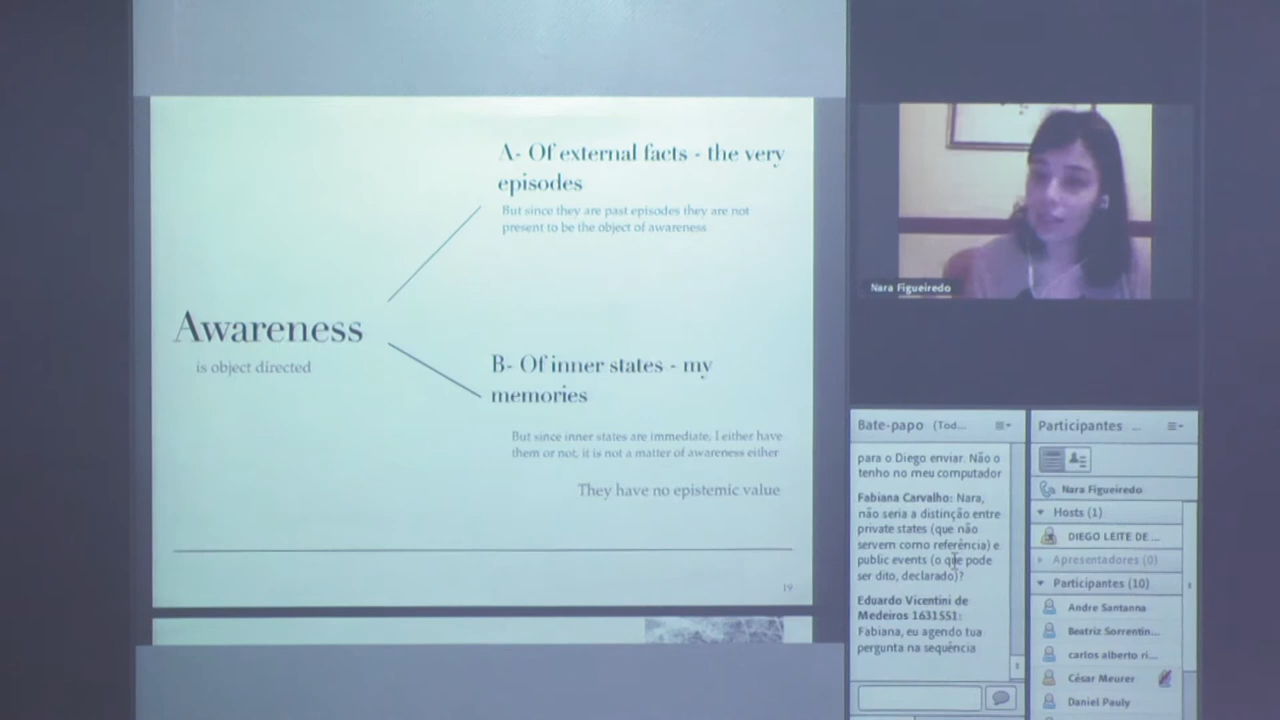 A- Of external facts - the very
episodes
But since they are past episodes they are not
present to be the object of awareness
Awareness
is object directed
B- Of inner states - my
memories
But since inner states are immediate, I either have
them or not, it is not a matter of awareness either
They have no epistemic value
19
Nara Figueiredo
Bate-papo (Tod...
para o Diego enviar. Não o
tenho no meu computador
Fabiana Carvalho: Nara,
não seria a distinção entre
private states (que não
servem como referência) e
public events (o que pode
ser dito, declarado)?
Eduardo Vicentini de
Medeiros 1631551:
Fabiana, eu agendo tua
pergunta na sequência
Participantes ...
Nara Figueiredo
Hosts (1)
DIEGO LEITE DE ...
Apresentadores (0)
Participantes (10)
Andre Santanna
Beatriz Sorrentin...
carlos alberto ri...
César Meurer
Daniel Pauly